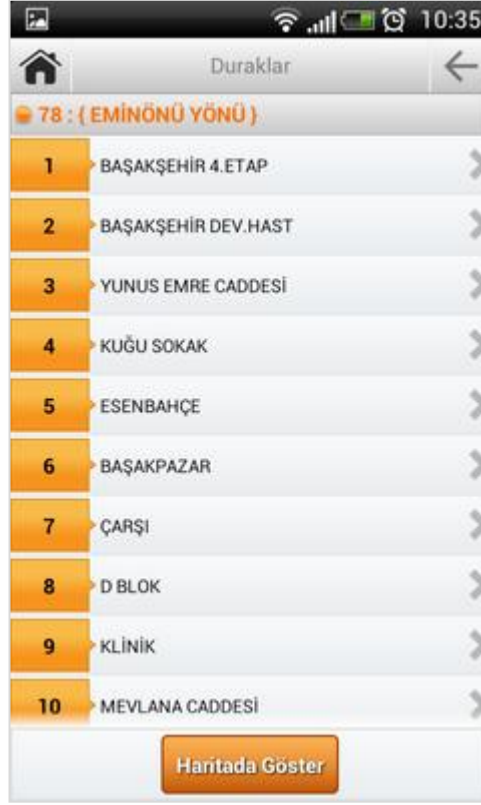 10:35
Duraklar
78 : { EMİNÖNÜ YÖNÜ }
1 BAŞAKŞEHİR 4.ETAP
2 BAŞAKŞEHİR DEV.HAST
3 YUNUS EMRE CADDESİ
4 KUĞU SOKAK
5 ESENBAHÇE
6 BAŞAKPAZAR
7 ÇARŞI
8 D BLOK
9 KLİNİK
10 MEVLANA CADDESİ
Haritada Göster